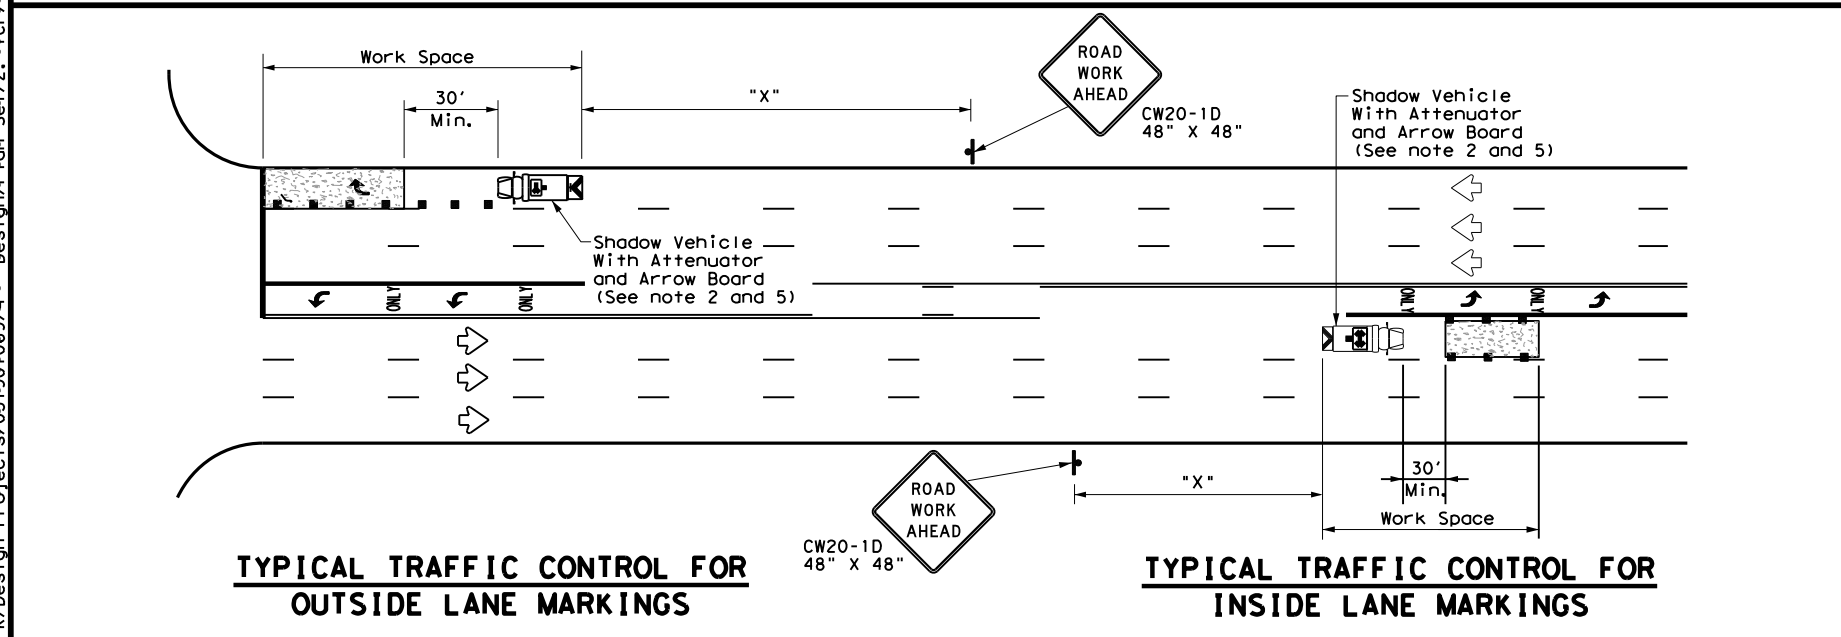 Work Space
30'
Min.
"X"
ROAD
WORK
AHEAD
CW20-1D
48" X 48"
Shadow Vehicle
With Attenuator
and Arrow Board
(See note 2 and 5)
Shadow Vehicle
With Attenuator
and Arrow Board
(See note 2 and 5)
ONLY
ONLY
ONLY
ONLY
ROAD
WORK
AHEAD
CW20-1D
48" X 48"
"X"
30'
Min.
Work Space
TYPICAL TRAFFIC CONTROL FOR
OUTSIDE LANE MARKINGS
TYPICAL TRAFFIC CONTROL FOR
INSIDE LANE MARKINGS